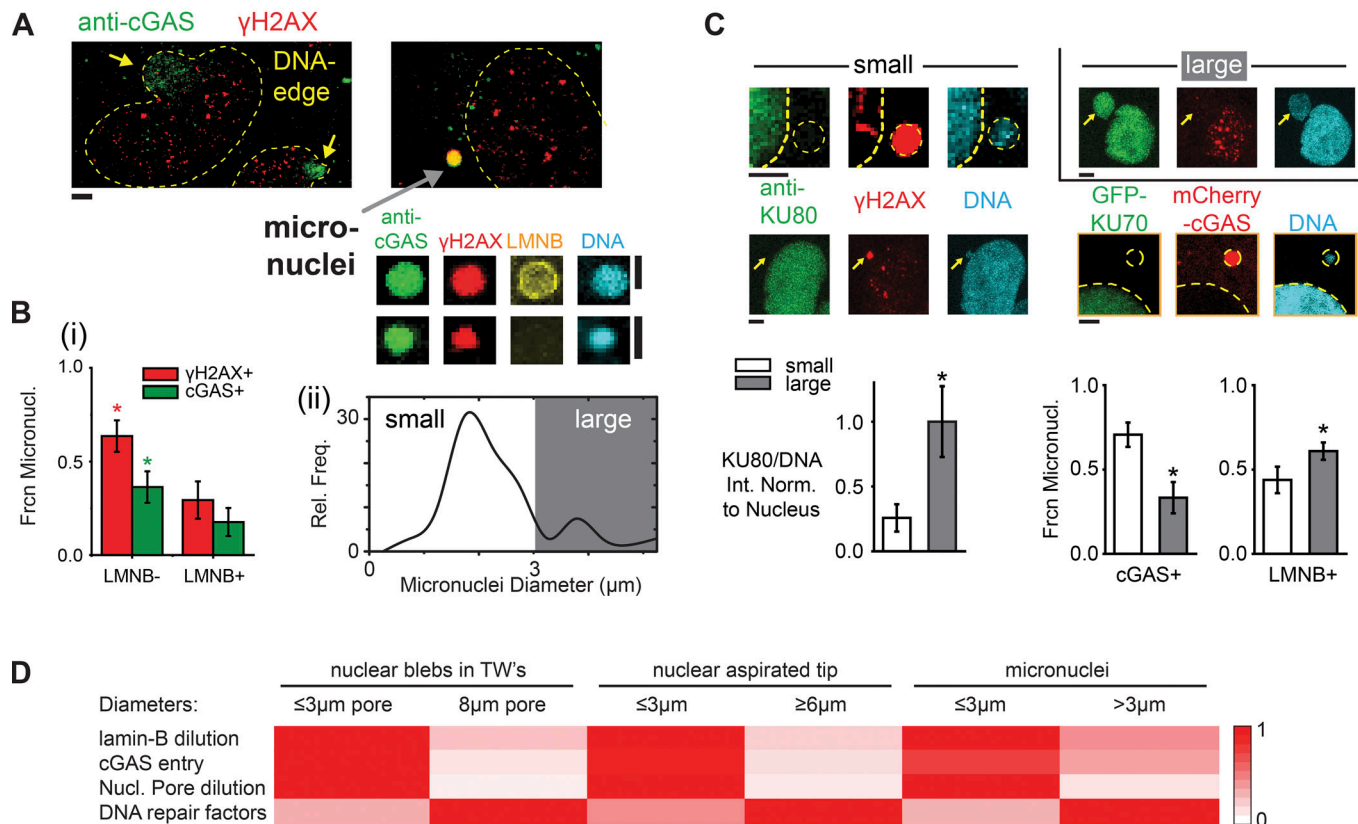 A
anti-cGAS γH2AX
DNA-
edge
micro-
nuclei
anti-
cGAS γH2AX LMNB DNA
B
(i)
1.0
0.5
0.0
Frcn Micronucl.
γH2AX+
cGAS+
*
*
LMNB- LMNB+
(ii)
30
0
Rel. Freq.
small large
0 3
Micronuclei Diameter (μm)
C
small
large
anti-
KU80 γH2AX DNA
GFP-
KU70 mCherry
-cGAS DNA
small
large
KU80/DNA
Int. Norm.
to Nucleus
1.0
0.5
0.0
*
Frcn Micronucl.
1.0
0.5
0.0
*
cGAS+
1.0
0.5
0.0
*
LMNB+
D
nuclear blebs in TW's nuclear aspirated tip micronuclei
Diameters: ≤3μm pore 8μm pore ≤3μm ≥6μm ≤3μm >3μm
lamin-B dilution
cGAS entry
Nucl. Pore dilution
DNA repair factors
1
0